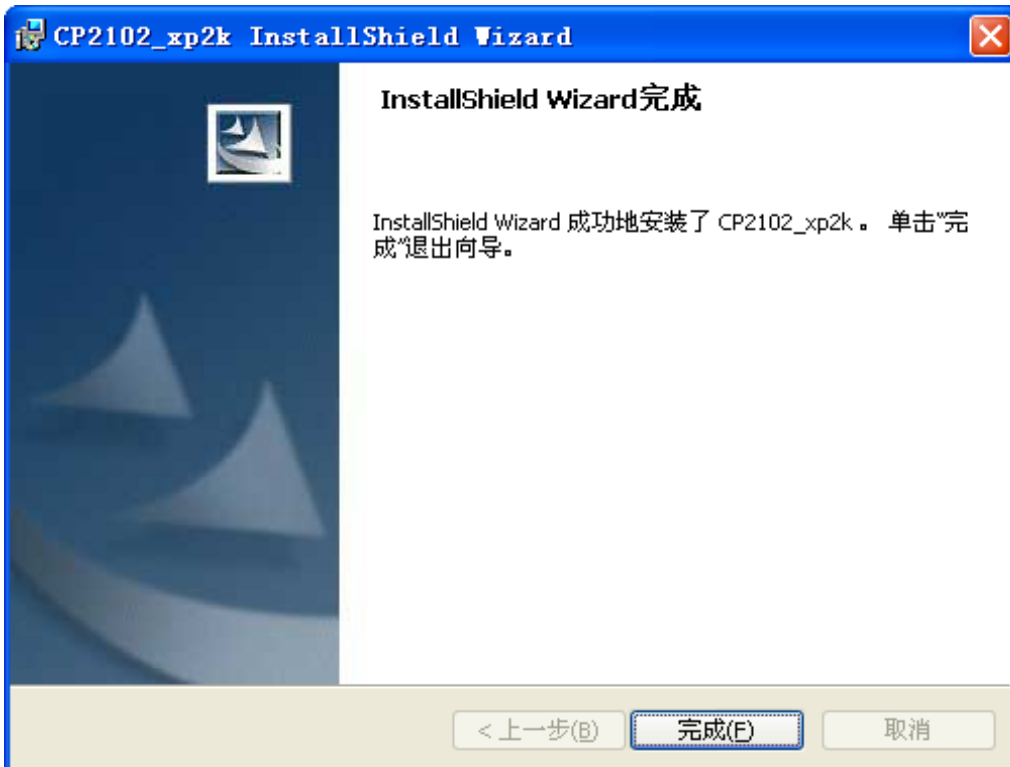 CP2102_xp2k InstallShield Wizard
InstallShield Wizard完成
InstallShield Wizard 成功地安装了 CP2102_xp2k。 单击“完
成”退出向导。
< 上一步(B)
完成(F)
取消